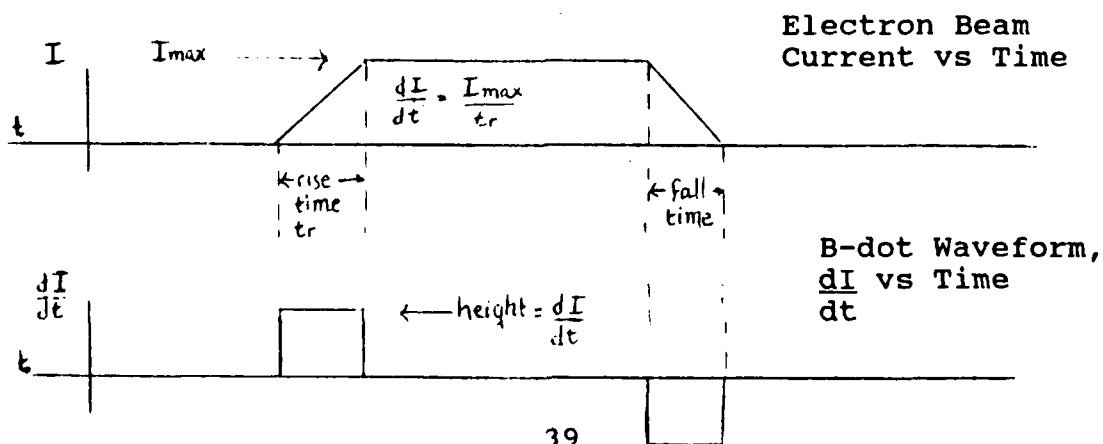 Electron Beam
Current vs Time
I
Imax
dI/dt = Imax/tr
t
rise
time
tr
fall
time
B-dot Waveform,
dI vs Time
dt
dI/dt
height = dI/dt
t
39